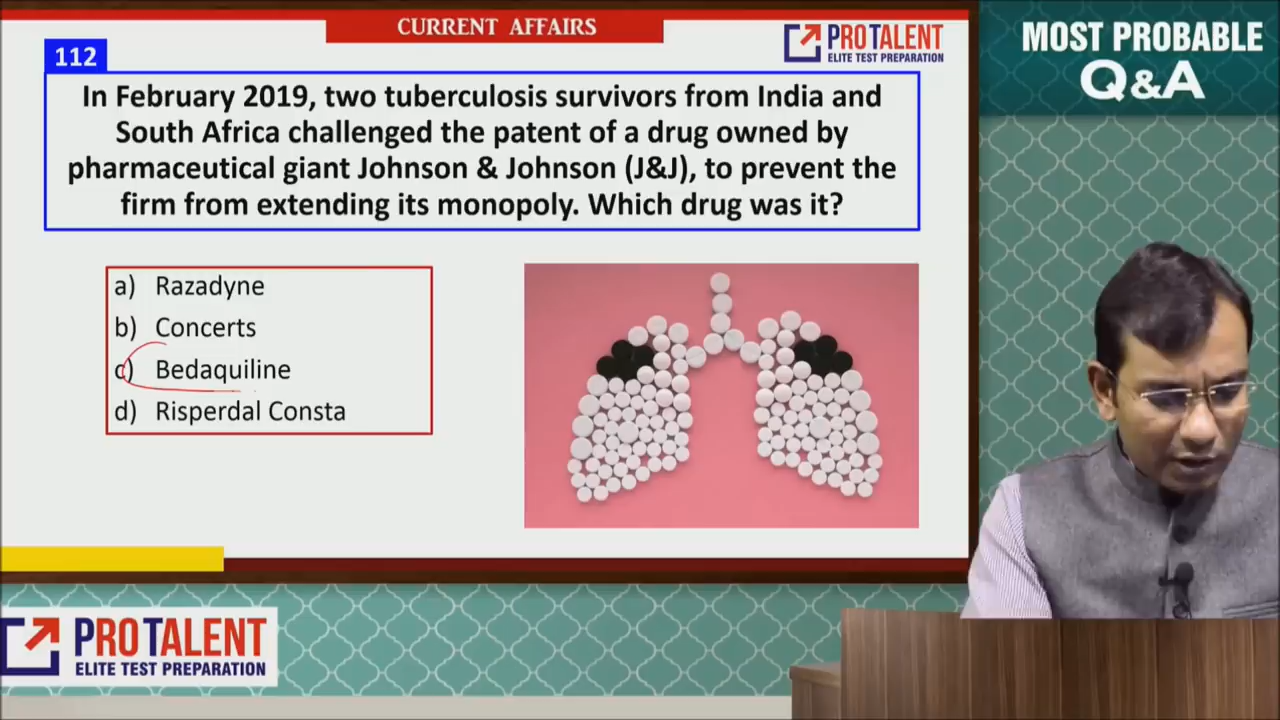 CURRENT AFFAIRS
PROTALENT
ELITE TEST PREPARATION
MOST PROBABLE
Q&A
112
In February 2019, two tuberculosis survivors from India and
South Africa challenged the patent of a drug owned by
pharmaceutical giant Johnson & Johnson (J&J), to prevent the
firm from extending its monopoly. Which drug was it?
a) Razadyne
b) Concerts
c) Bedaquiline
d) Risperdal Consta
PROTALENT
ELITE TEST PREPARATION